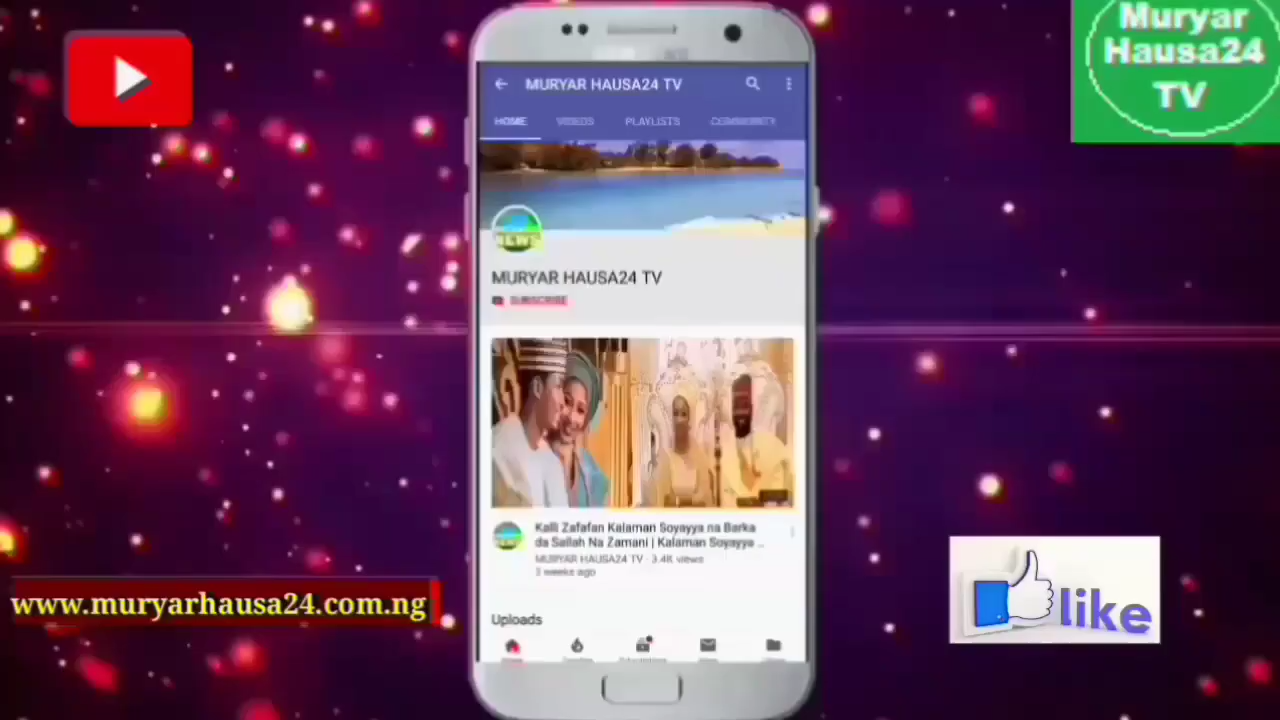 Muryar
Hausa24
TV
MURYAR HAUSA24 TV
HOME VIDEOS PLAYLISTS COMMUNITY
NEWS
MURYAR HAUSA24 TV
SUBSCRIBE
Kalli Zafafan Kalaman Soyayya na Barka
da Sallah Na Zamani | Kalaman Soyayya ...
MURYAR HAUSA24 TV · 3.4K views
3 weeks ago
Uploads
www.muryarhausa24.com.ng
like